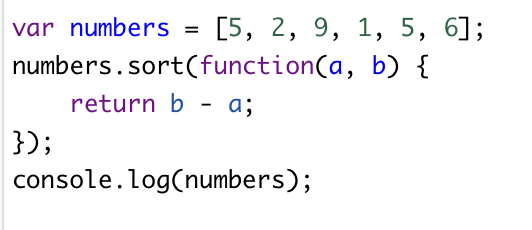 var numbers = [5, 2, 9, 1, 5, 6];
numbers.sort(function(a, b) {
    return b - a;
});
console.log(numbers);